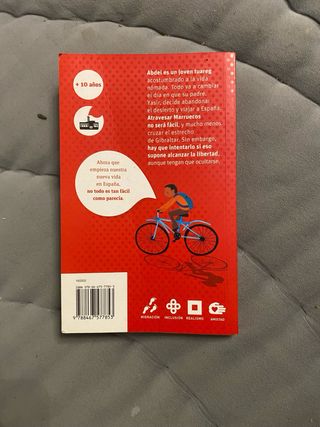 Abdel es un joven tuareg
acostumbrado a la vida
nómada. Todo va a cambiar
el día en que su padre,
Yasir, decide abandonar
el desierto y viajar a España.
Atravesar Marruecos
no será fácil, y mucho menos
cruzar el estrecho
de Gibraltar. Sin embargo,
hay que intentarlo si eso
supone alcanzar la libertad,
aunque tengan que ocultarse.
+ 10 años
Ahora que
empieza nuestra
nueva vida
en España,
no todo es tan fácil
como parecía.
9 788467 577853
MIGRACIÓN
INCLUSIÓN
REALISMO
AMISTAD